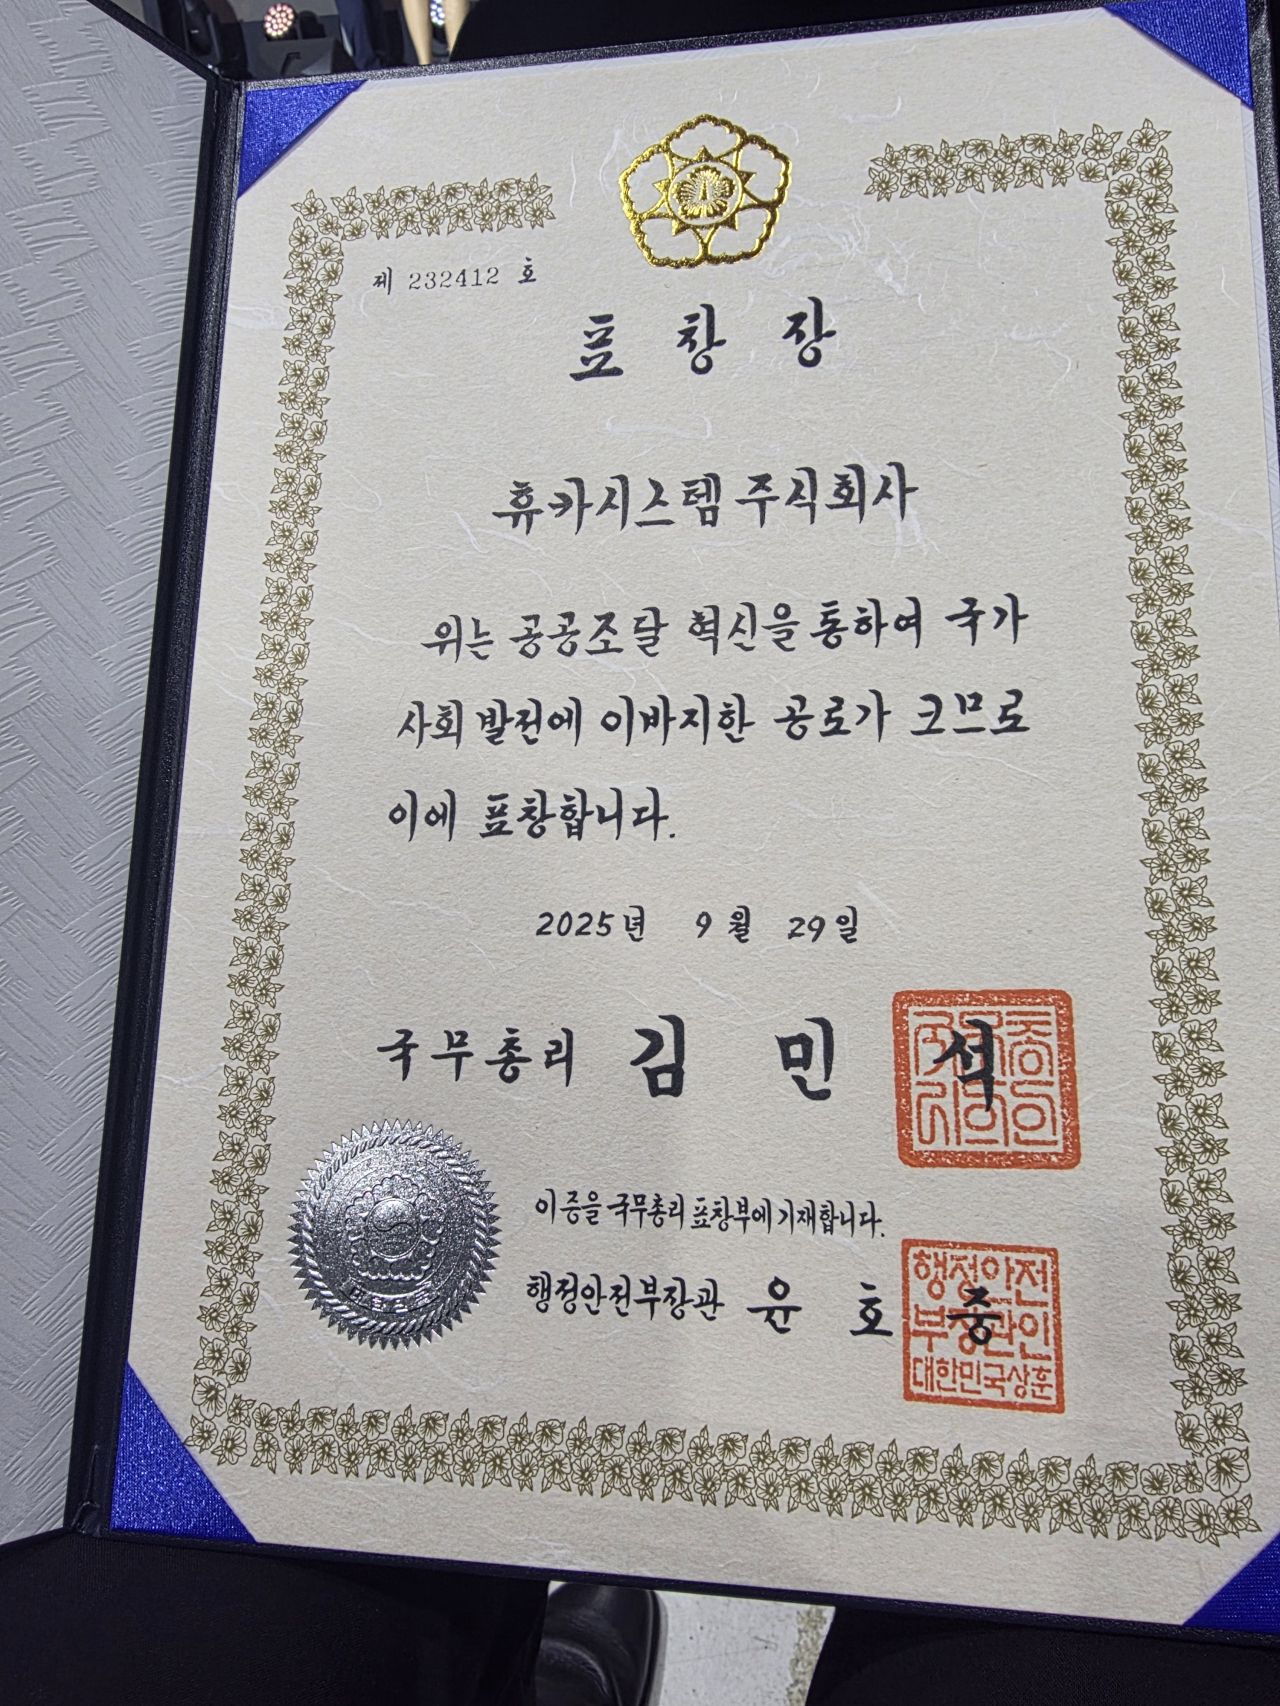 제 232412 호
표 창 장
휴카시스템 주식회사
위는 공공조달 혁신을 통하여 국가
사회 발전에 이바지한 공로가 크므로
이에 표창합니다.
2025년 9월 29일
국무총리 김 민 석
이 증을 국무총리 표창부에 기재합니다.
행정안전부장관 윤 호 중
행정안전
부장관인
대한민국상훈